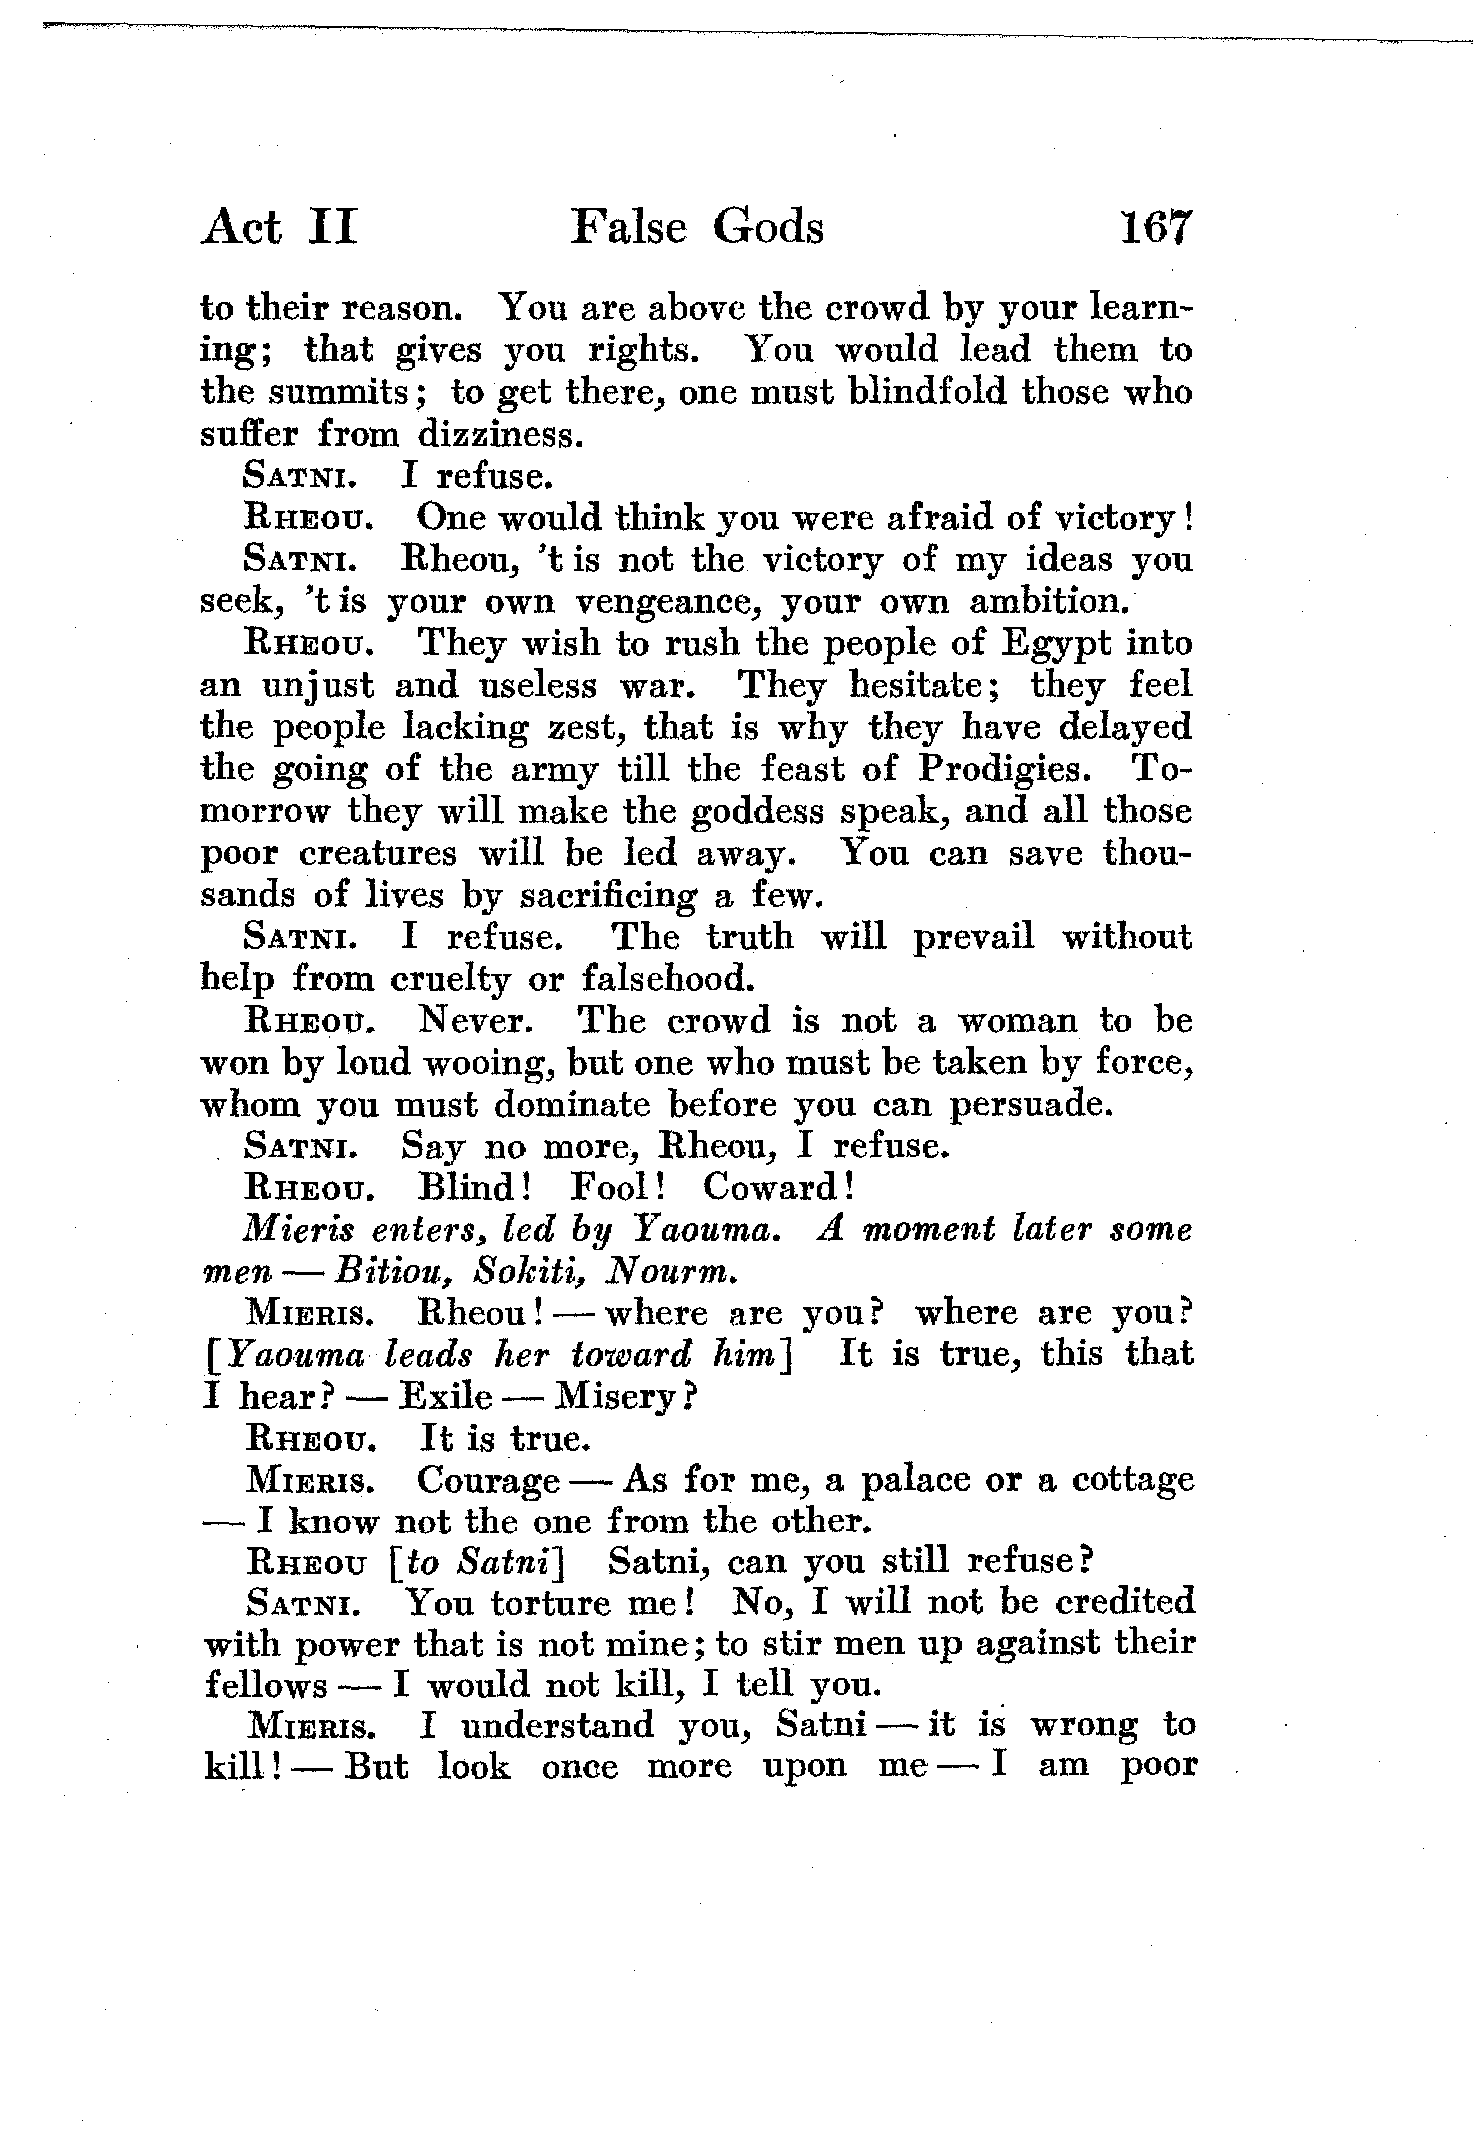 Act II False Gods 167
to their reason. You are above the crowd by your learn-
ing; that gives you rights. You would lead them to
the summits; to get there, one must blindfold those who
suffer from dizziness.
SATNI. I refuse.
RHEOU. One would think you were afraid of victory!
SATNI. Rheou, 't is not the victory of my ideas you
seek, 't is your own vengeance, your own ambition.
RHEOU. They wish to rush the people of Egypt into
an unjust and useless war. They hesitate; they feel
the people lacking zest, that is why they have delayed
the going of the army till the feast of Prodigies. To-
morrow they will make the goddess speak, and all those
poor creatures will be led away. You can save thou-
sands of lives by sacrificing a few.
SATNI. I refuse. The truth will prevail without
help from cruelty or falsehood.
RHEOU. Never. The crowd is not a woman to be
won by loud wooing, but one who must be taken by force,
whom you must dominate before you can persuade.
SATNI. Say no more, Rheou, I refuse.
RHEOU. Blind! Fool! Coward!
Mieris enters, led by Yaouma. A moment later some
men — Bitiou, Sokiti, Nourm.
MIERIS. Rheou! — where are you? where are you?
[Yaouma leads her toward him] It is true, this that
I hear? — Exile — Misery?
RHEOU. It is true.
MIERIS. Courage — As for me, a palace or a cottage
— I know not the one from the other.
RHEOU [to Satni] Satni, can you still refuse?
SATNI. You torture me! No, I will not be credited
with power that is not mine; to stir men up against their
fellows — I would not kill, I tell you.
MIERIS. I understand you, Satni — it is wrong to
kill! — But look once more upon me — I am poor